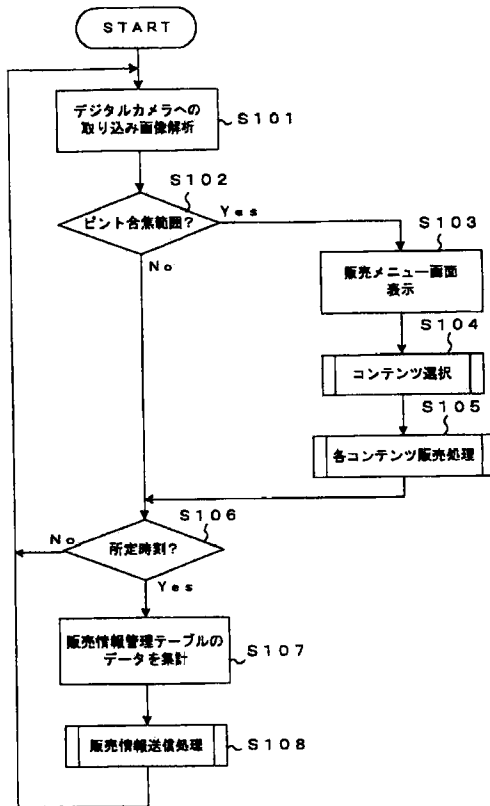 START
デジタルカメラへの
取り込み画像解析
S101
S102
ピント合焦範囲?
Yes
No
S103
販売メニュー画面
表示
S104
コンテンツ選択
S105
各コンテンツ販売処理
S106
所定時刻?
No
Yes
販売情報管理テーブルの
データを集計
S107
販売情報送信処理
S108